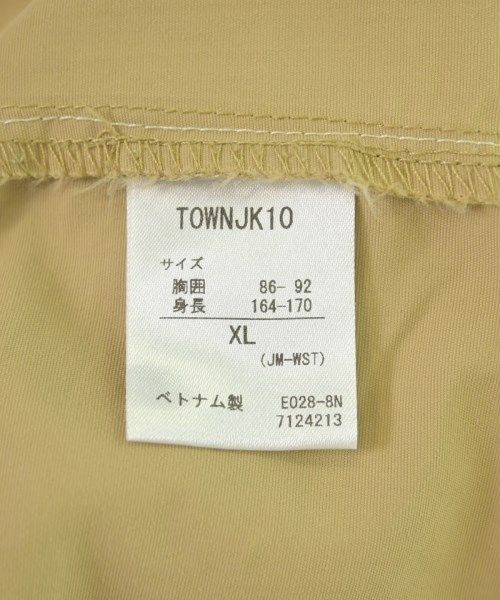 TOWNJK10
サイズ
胸囲 86- 92
身長 164-170
XL
(JM-WST)
ベトナム製 E028-8N
7124213